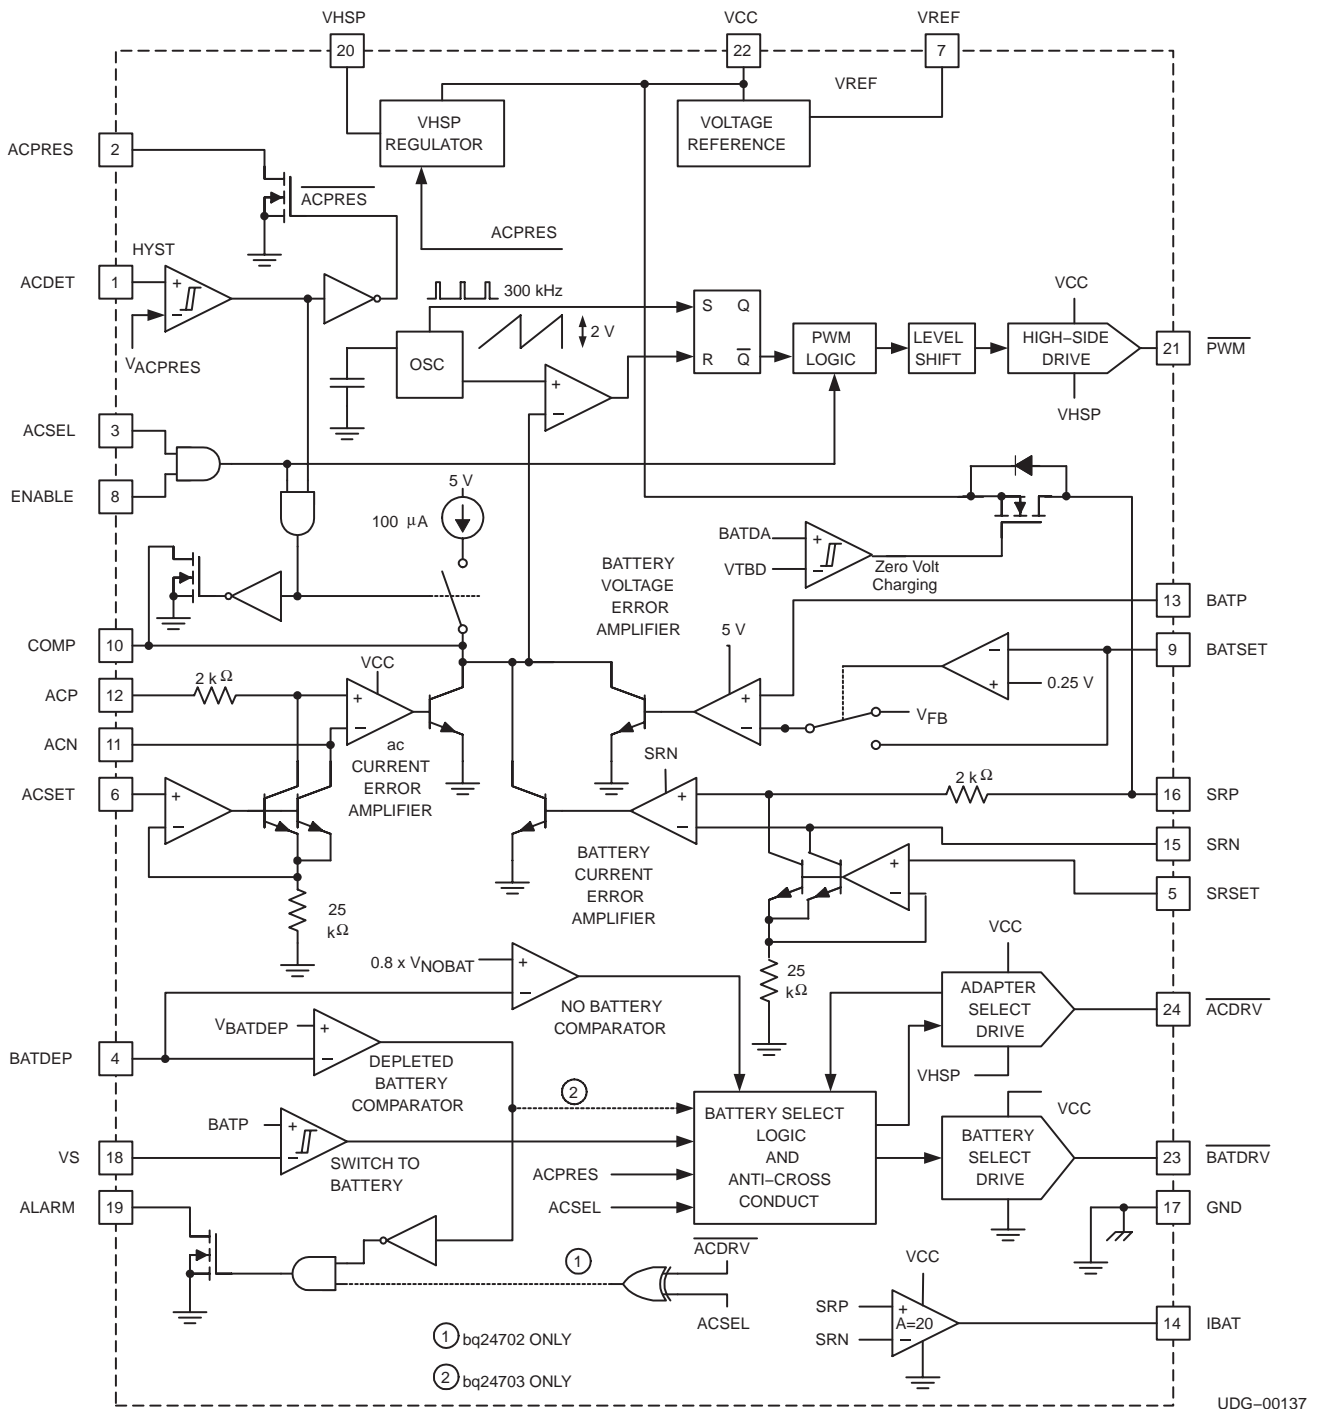 VHSP
VCC
VREF
20
22
7
VREF
VHSP
REGULATOR
VOLTAGE
REFERENCE
ACPRES
2
ACPRES
ACPRES
HYST
ACDET
1
+
−
VACPRES
300 kHz
2 V
OSC
+
−
S Q
R Q
PWM
LOGIC
LEVEL
SHIFT
VCC
HIGH−SIDE
DRIVE
VHSP
21
PWM
ACSEL
3
ENABLE
8
5 V
100 μA
BATDA
VTBD
+
−
Zero Volt
Charging
BATTERY
VOLTAGE
ERROR
AMPLIFIER
13
BATP
5 V
COMP
10
9
BATSET
−
+
0.25 V
ACP
12
2 kΩ
VCC
+
−
+
−
VFB
ACN
11
ac
CURRENT
ERROR
AMPLIFIER
SRN
ACSET
6
+
−
+
−
2 kΩ
16
SRP
15
SRN
BATTERY
CURRENT
ERROR
AMPLIFIER
+
−
5
SRSET
25
kΩ
25
kΩ
0.8 x VNOBAT
+
−
NO BATTERY
COMPARATOR
VCC
ADAPTER
SELECT
DRIVE
24
ACDRV
VHSP
VBATDEP
+
−
BATDEP
4
DEPLETED
BATTERY
COMPARATOR
2
BATP
+
−
VS
18
SWITCH TO
BATTERY
ACPRES
ACSEL
BATTERY SELECT
LOGIC
AND
ANTI−CROSS
CONDUCT
VCC
BATTERY
SELECT
DRIVE
23
BATDRV
ALARM
19
17
GND
ACDRV
1
ACSEL
VCC
SRP
SRN
+
A=20
−
14
IBAT
1 bq24702 ONLY
2 bq24703 ONLY
UDG−00137